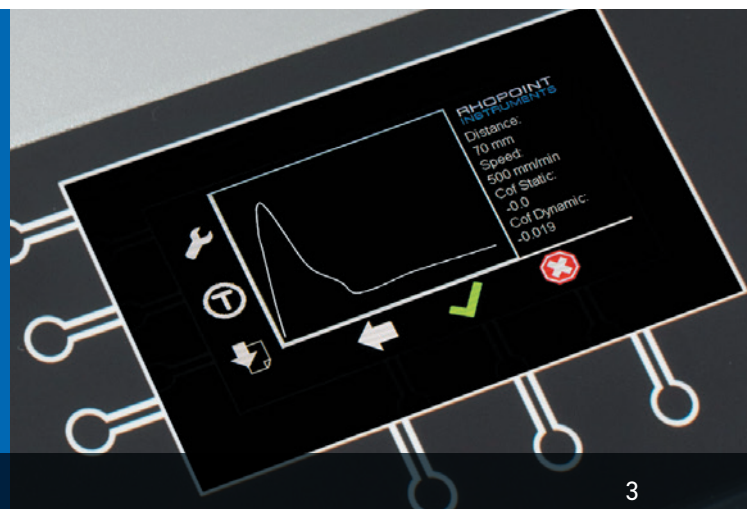 RHOPOINT
INSTRUMENTS
Distance:
70 mm
Speed:
500 mm/min
Cof Static:
-0.0
Cof Dynamic:
-0.019
T
3